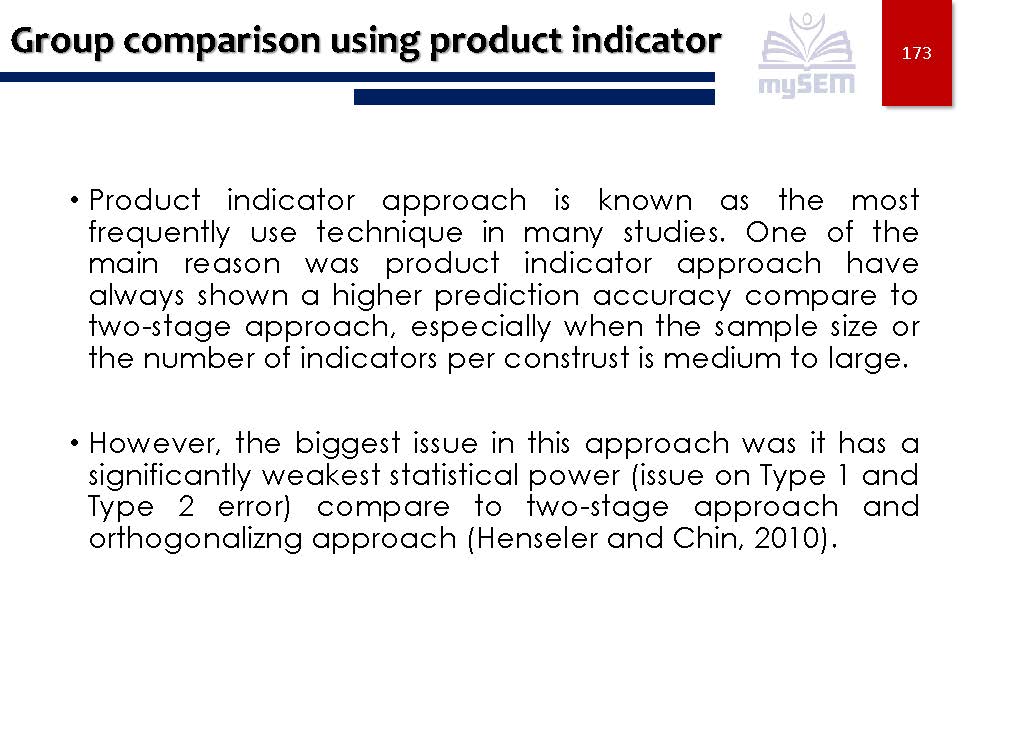 Group comparison using product indicator
mySEM
173
• Product indicator approach is known as the most
frequently use technique in many studies. One of the
main reason was product indicator approach have
always shown a higher prediction accuracy compare to
two-stage approach, especially when the sample size or
the number of indicators per construst is medium to large.
• However, the biggest issue in this approach was it has a
significantly weakest statistical power (issue on Type 1 and
Type 2 error) compare to two-stage approach and
orthogonalizng approach (Henseler and Chin, 2010).